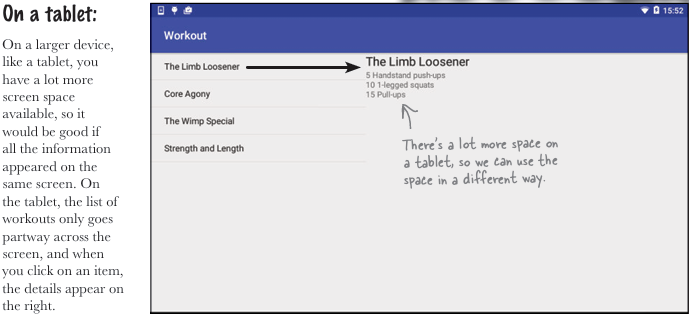 On a tablet:
On a larger device,
like a tablet, you
have a lot more
screen space
available, so it
would be good if
all the information
appeared on the
same screen. On
the tablet, the list of
workouts only goes
partway across the
screen, and when
you click on an item,
the details appear on
the right.
15:52
Workout
The Limb Loosener
Core Agony
The Wimp Special
Strength and Length
The Limb Loosener
5 Handstand push-ups
10 1-legged squats
15 Pull-ups
There's a lot more space on
a tablet, so we can use the
space in a different way.